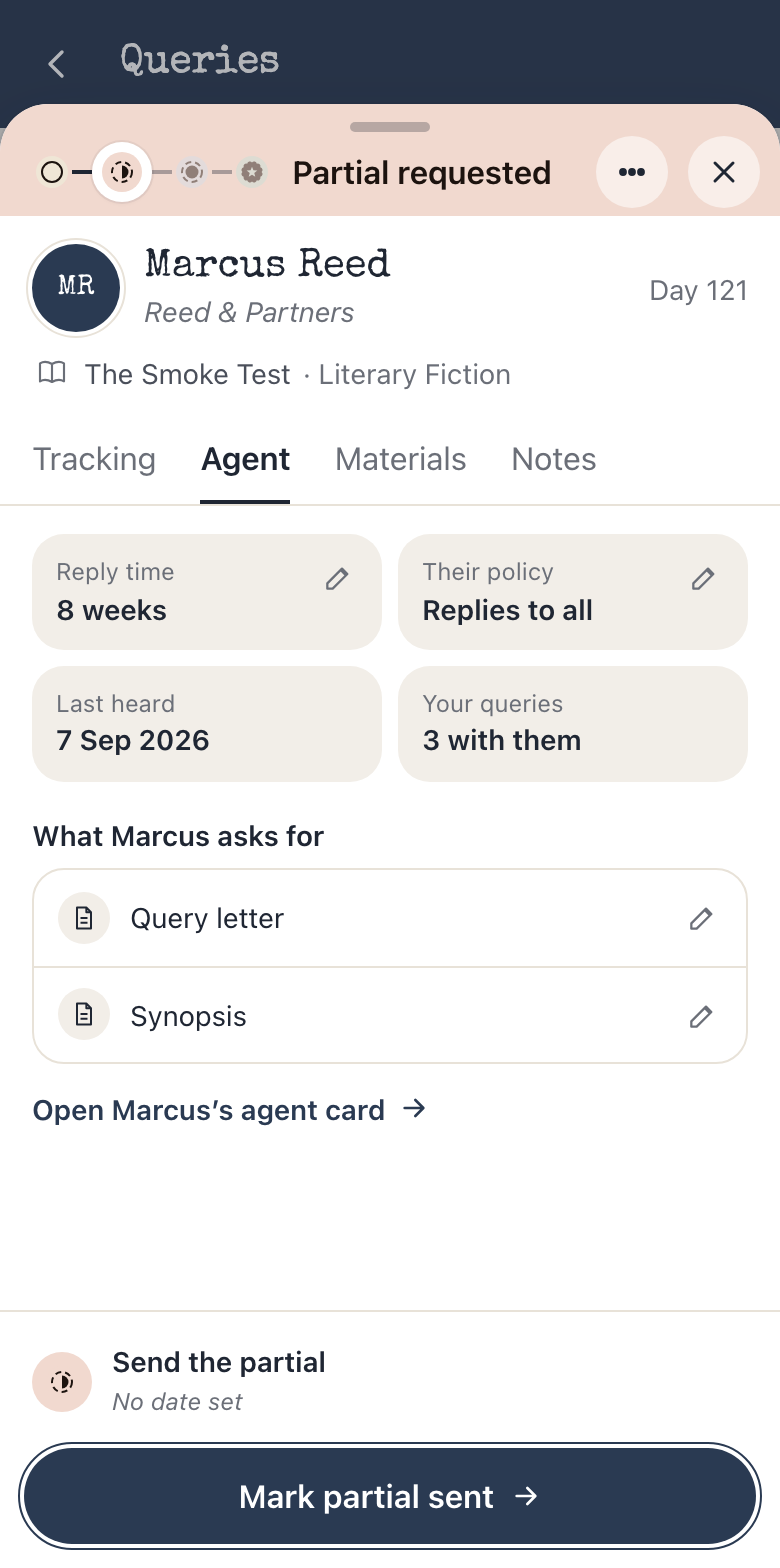 Queries
Partial requested
MR
Marcus Reed
Reed & Partners
Day 121
The Smoke Test · Literary Fiction
Tracking Agent Materials Notes
Reply time
8 weeks
Their policy
Replies to all
Last heard
7 Sep 2026
Your queries
3 with them
What Marcus asks for
Query letter
Synopsis
Open Marcus’s agent card →
Send the partial
No date set
Mark partial sent →